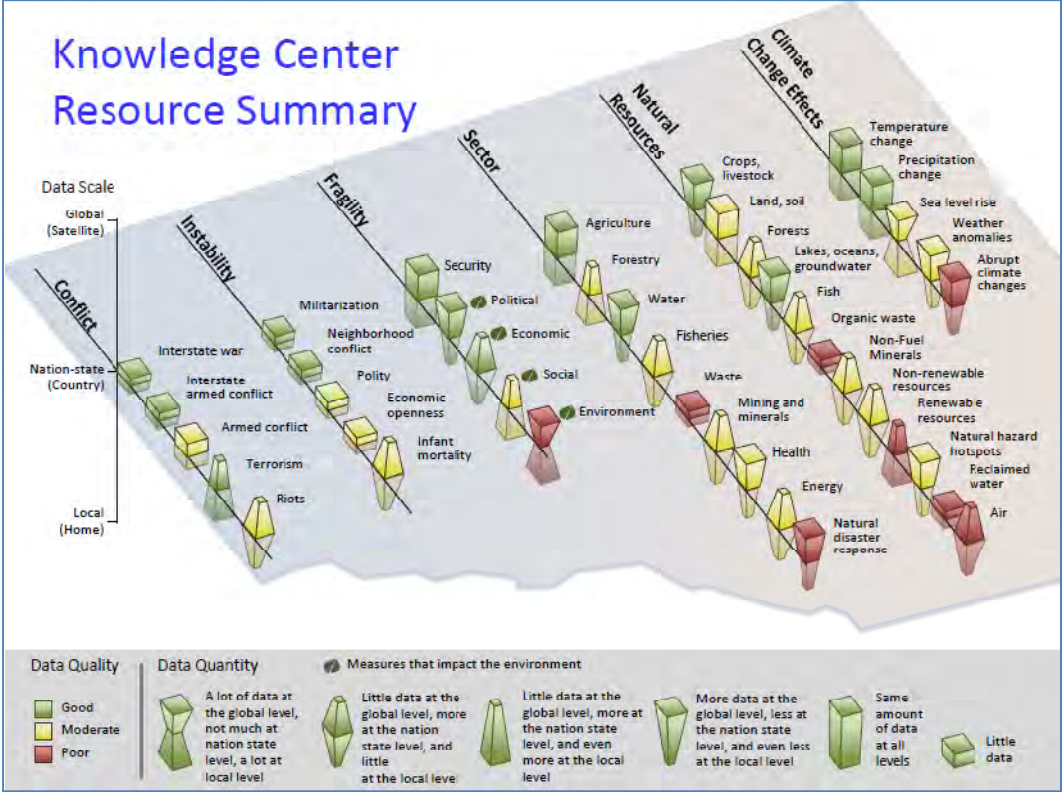 Knowledge Center
Resource Summary
Data Scale
Global
(Satellite)
Nation-state
(Country)
Local
(Home)
Conflict
Interstate war
Interstate
armed conflict
Armed conflict
Terrorism
Riots
Instability
Militarization
Neighborhood
conflict
Polity
Economic
openness
Infant
mortality
Fragility
Security
Political
Economic
Social
Environment
Sector
Agriculture
Forestry
Water
Fisheries
Waste
Mining and
minerals
Health
Energy
Natural
disaster
response
Natural
Resources
Crops,
livestock
Land, soil
Forests
Lakes, oceans,
groundwater
Fish
Organic waste
Non-Fuel
Minerals
Non-renewable
resources
Renewable
resources
Natural hazard
hotspots
Reclaimed
water
Air
Climate
Change Effects
Temperature
change
Precipitation
change
Sea level rise
Weather
anomalies
Abrupt
climate
changes
Data Quality
Good
Moderate
Poor
Data Quantity
Measures that impact the environment
A lot of data at
the global level,
not much at
nation state
level, a lot at
local level
Little data at the
global level, more
at the nation
state level, and
little
at the local level
Little data at the
global level, more at
the nation state
level, and even
more at the local
level
More data at the
global level, less at
the nation state
level, and even less
at the local level
Same
amount
of data
at all
levels
Little
data